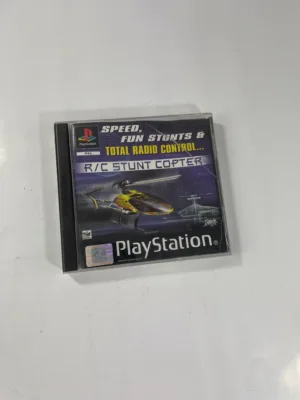 SPEED,
FUN STUNTS &
TOTAL RADIO CONTROL...
R/C STUNT COPTER
PlayStation